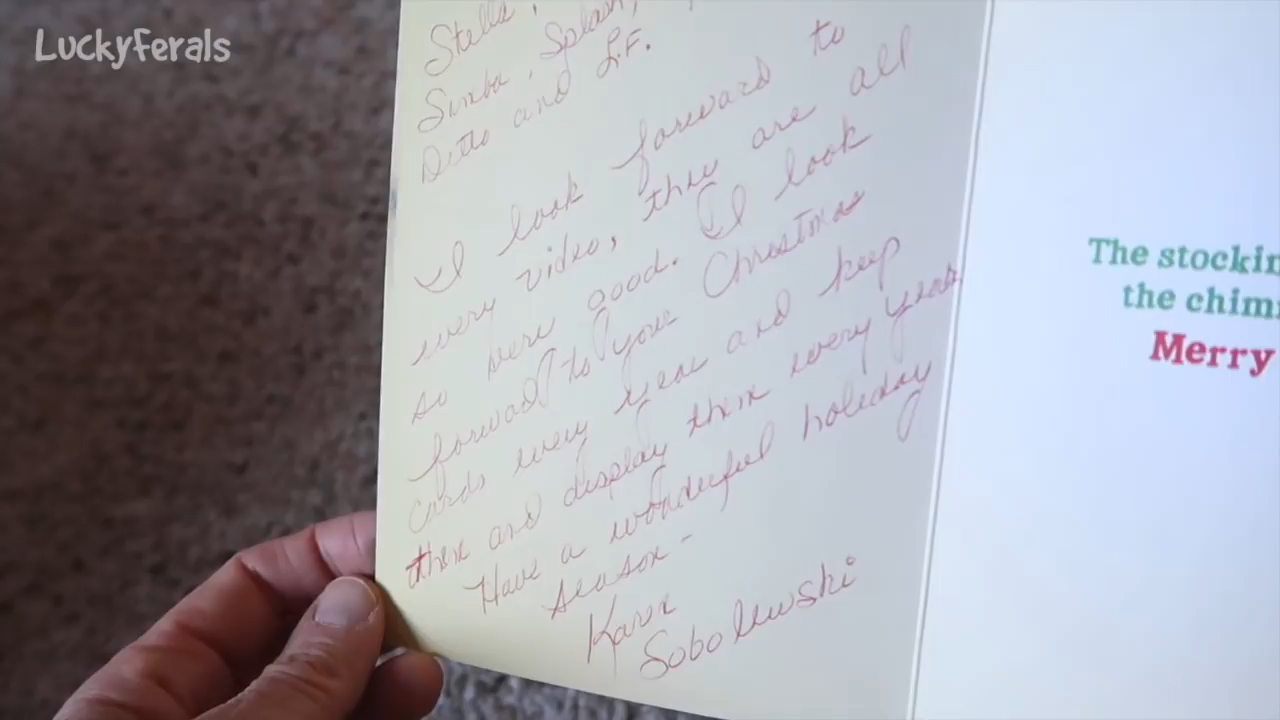 LuckyFerals
Stella,
Simba, Splash,
Ditto and L.F.
I look forward to
every video, they are all
so very good. I look
forward to your Christmas
cards every year and keep
them and display them every year.
Have a wonderful holiday
season-
Karen
Sobolewski
The stockin
the chim
Merry